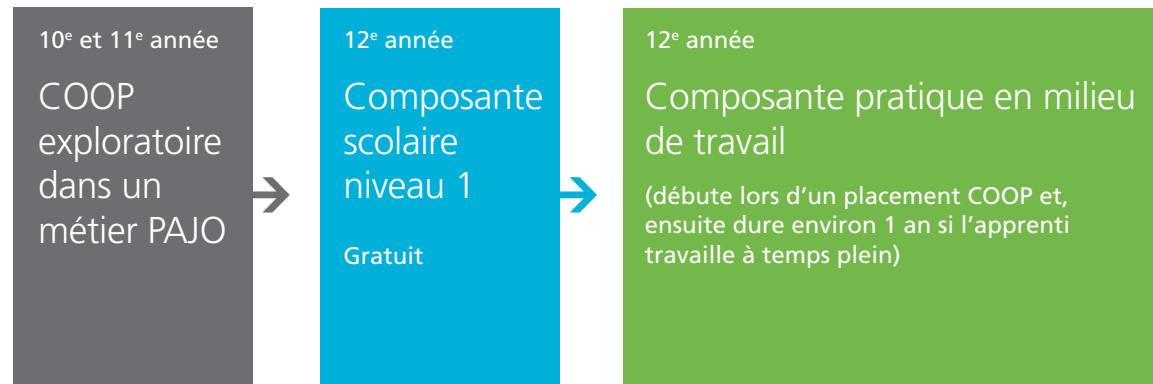 10e et 11e année
COOP
exploratoire
dans un
métier PAJO
12e année
Composante
scolaire
niveau 1
Gratuit
12e année
Composante pratique en milieu
de travail
(débute lors d’un placement COOP et,
ensuite dure environ 1 an si l’apprenti
travaille à temps plein)